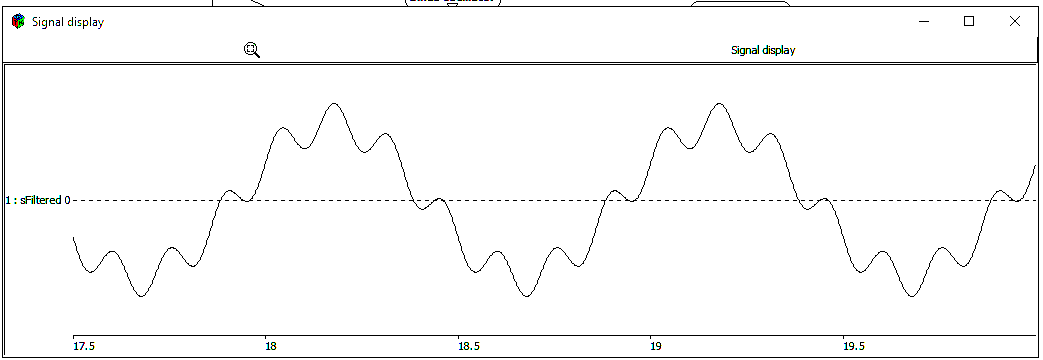 Signal display
Signal display
1 : sFiltered 0
17.5 18 18.5 19 19.5